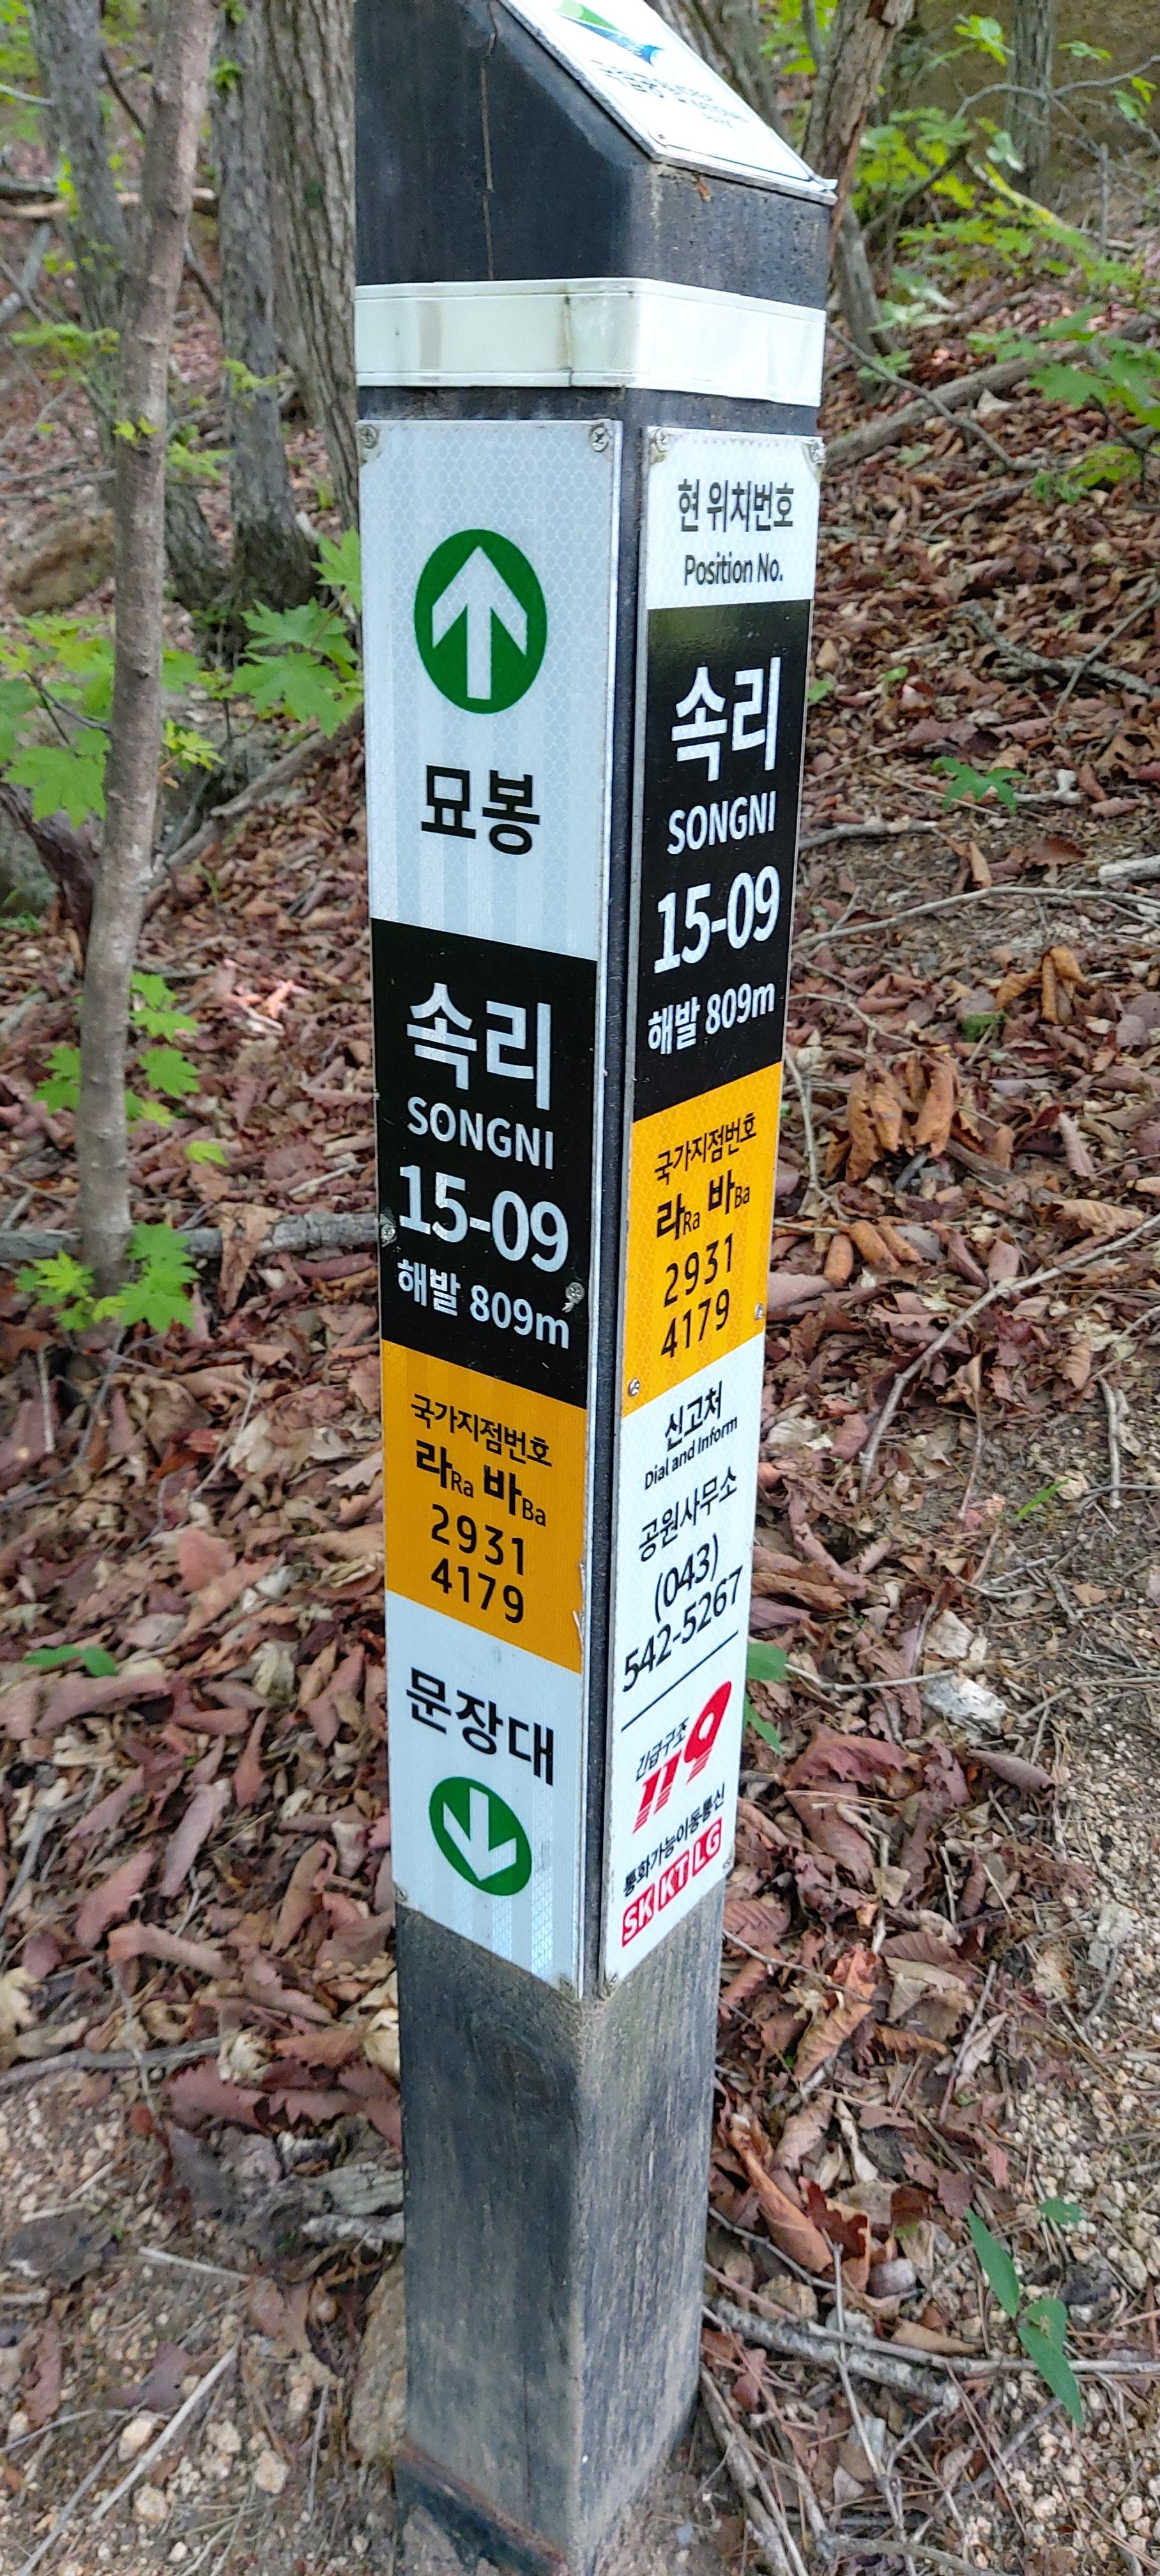 묘봉
속리
SONGNI
15-09
해발 809m
국가지점번호
라Ra 바Ba
2931
4179
문장대
현 위치번호
Position No.
속리
SONGNI
15-09
해발 809m
국가지점번호
라Ra 바Ba
2931
4179
신고처
Dial and Inform
공원사무소
(043)
542-5267
긴급구조
119
통화가능이동통신
SK KT LG